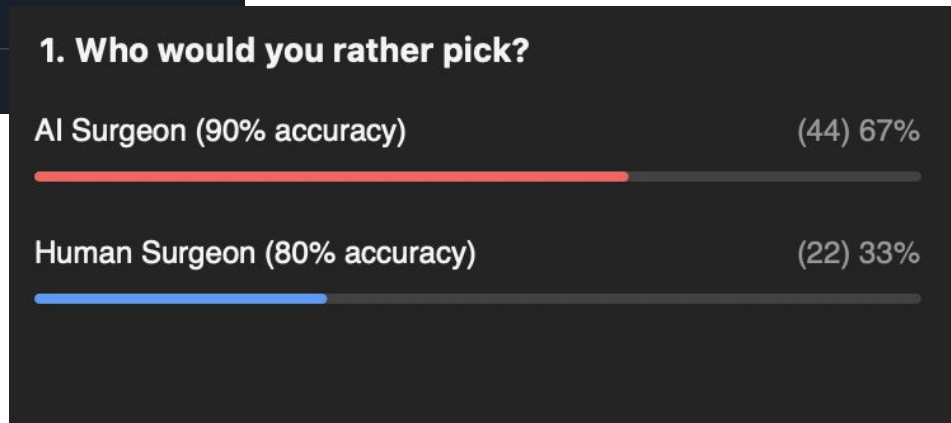 1. Who would you rather pick?
AI Surgeon (90% accuracy) (44) 67%
Human Surgeon (80% accuracy) (22) 33%